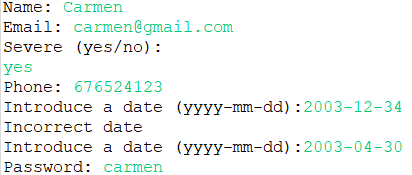 Name: Carmen
Email: carmen@gmail.com
Severe (yes/no):
yes
Phone: 676524123
Introduce a date (yyyy-mm-dd):2003-12-34
Incorrect date
Introduce a date (yyyy-mm-dd):2003-04-30
Password: carmen